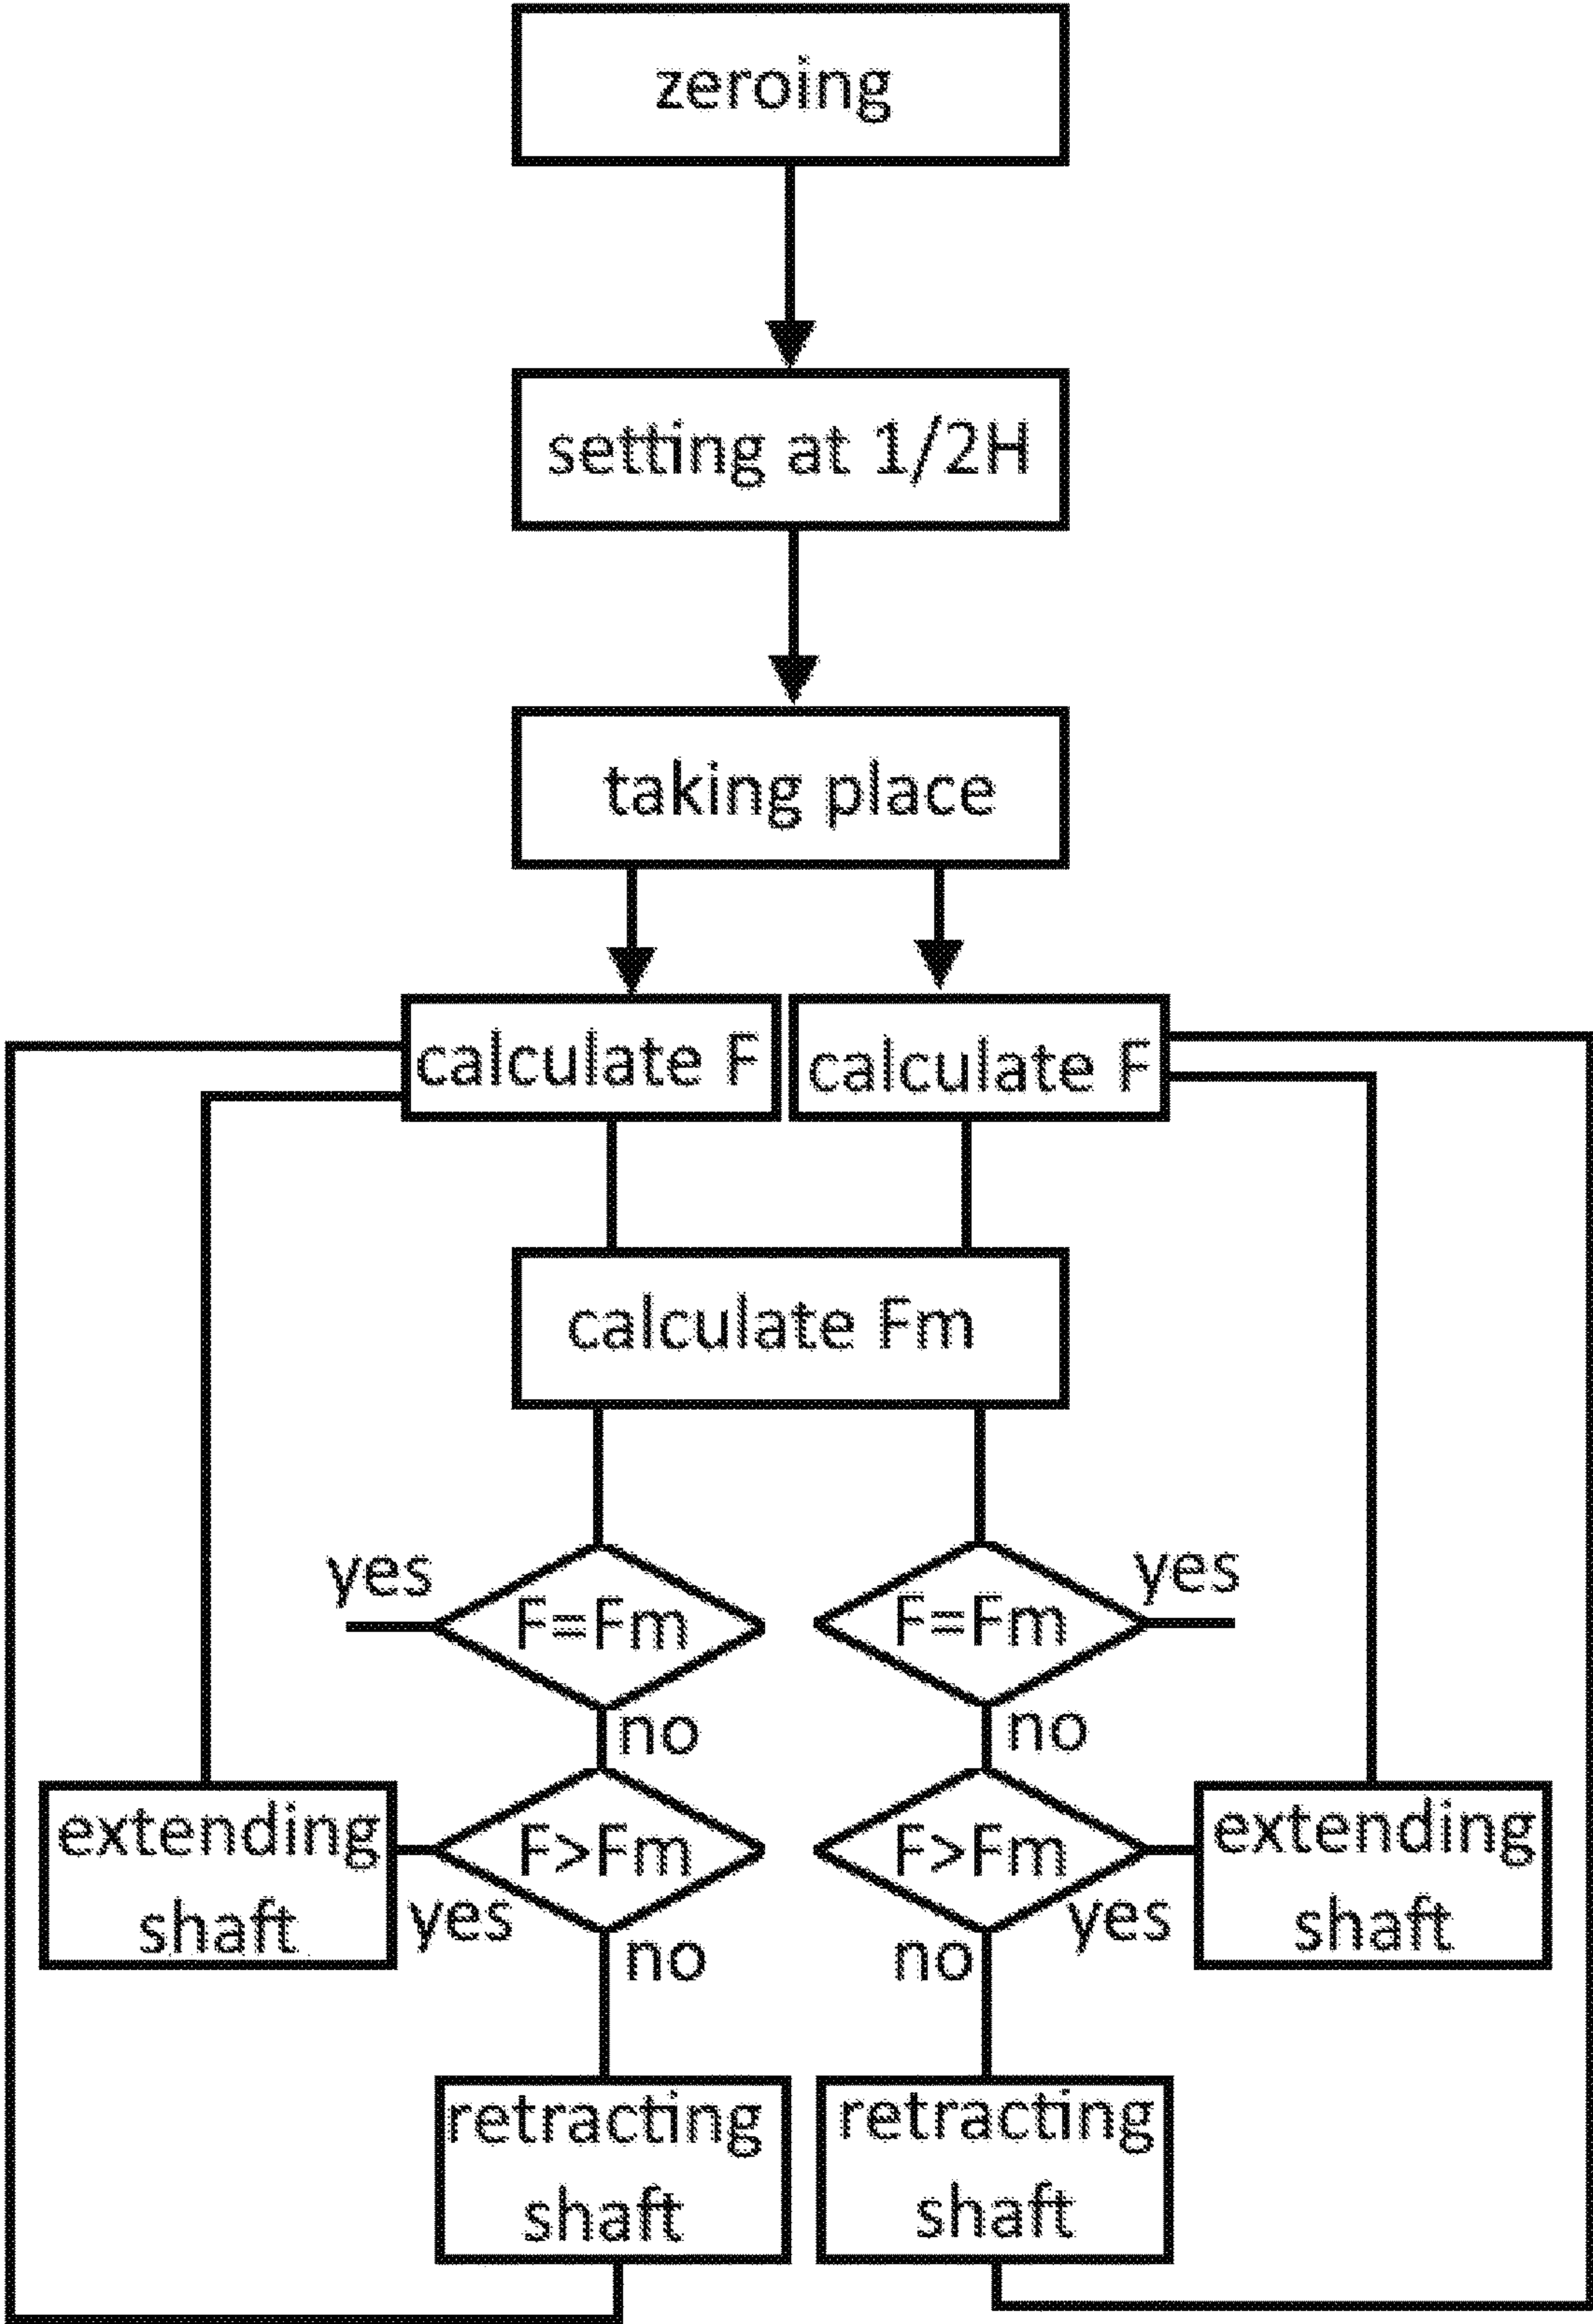 zeroing
setting at 1/2H
taking place
calculate F
calculate F
calculate Fm
yes
F=Fm
F=Fm
yes
no
no
extending
shaft
F>Fm
yes
F>Fm
yes
extending
shaft
no
no
retracting
shaft
retracting
shaft